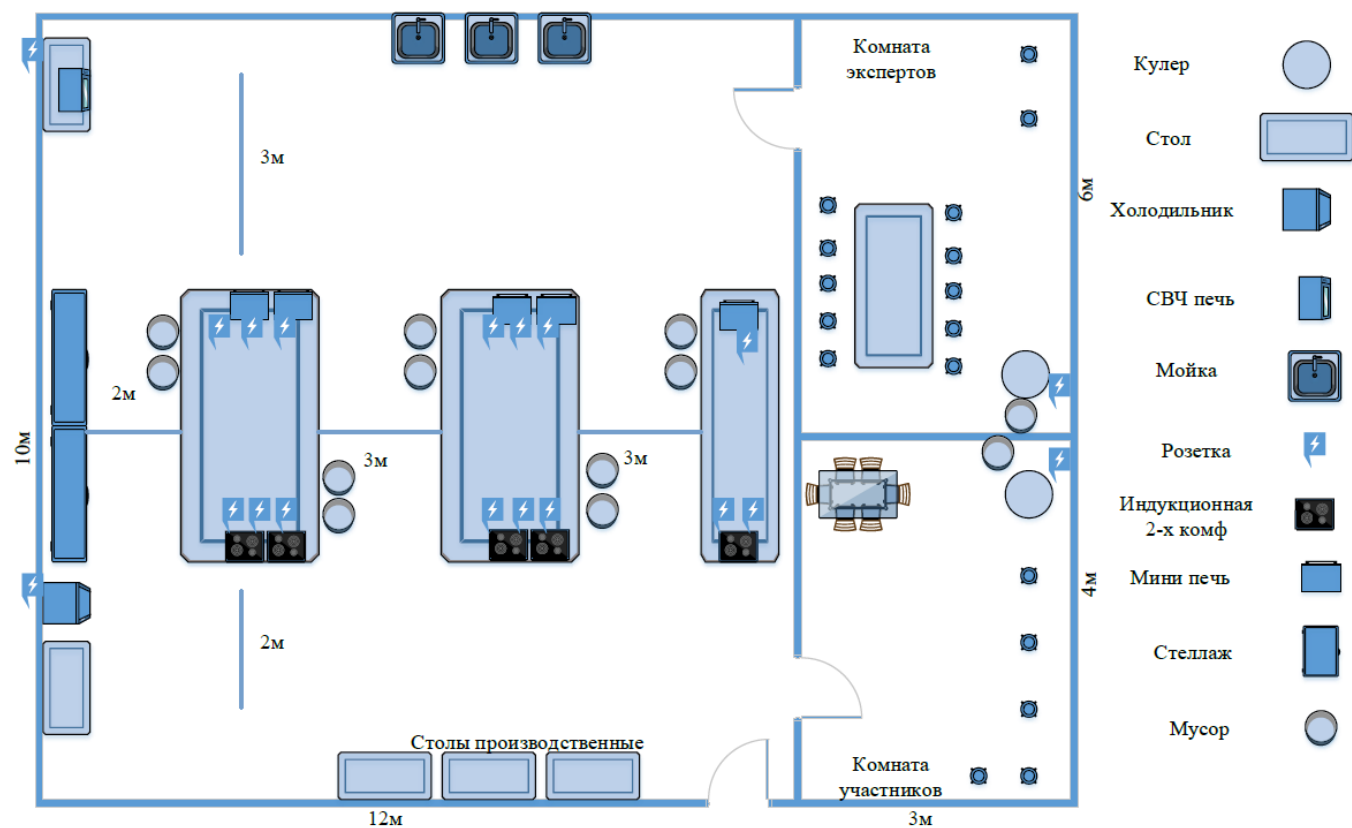 Комната
экспертов
3м
6м
2м
10м
3м
3м
4м
2м
Столы производственные
Комната
участников
12м
3м
Кулер
Стол
Холодильник
СВЧ печь
Мойка
Розетка
Индукционная
2-х комф
Мини печь
Стеллаж
Мусор